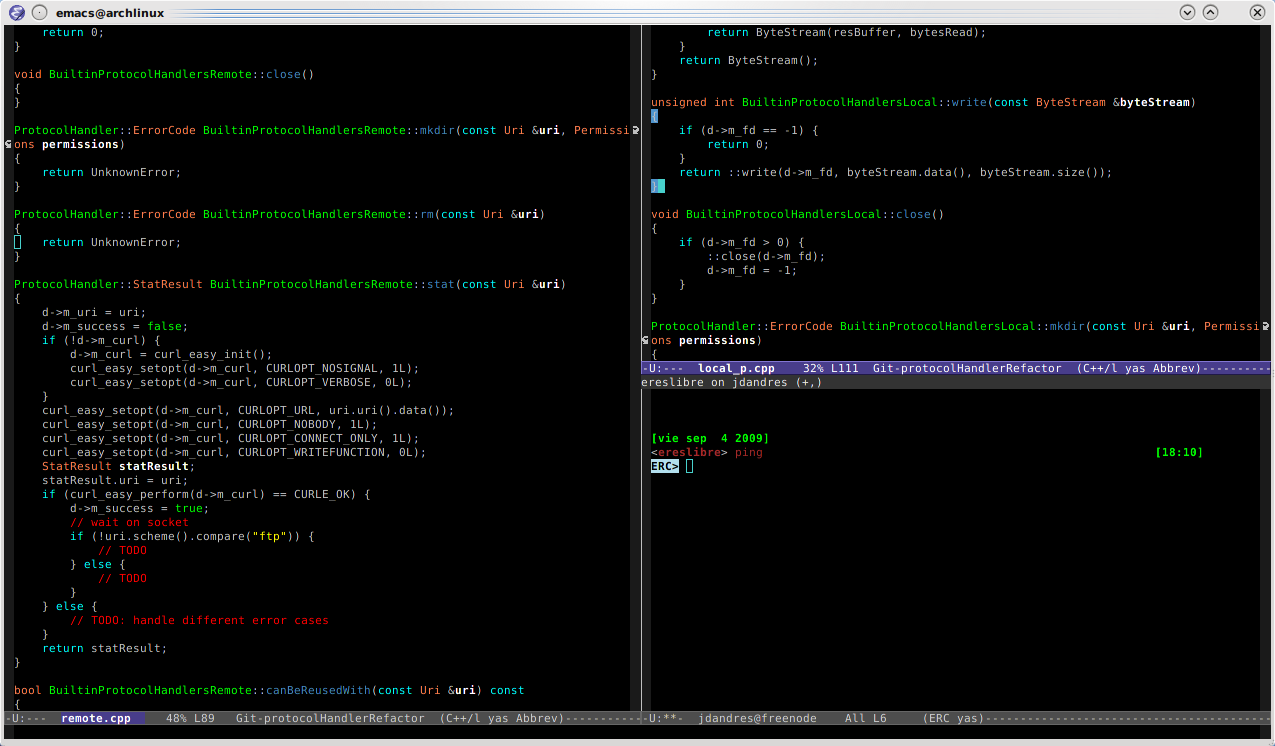 emacs@archlinux
    return 0;
}
void BuiltinProtocolHandlersRemote::close()
{
}
ProtocolHandler::ErrorCode BuiltinProtocolHandlersRemote::mkdir(const Uri &uri, Permissi
ons permissions)
{
    return UnknownError;
}
ProtocolHandler::ErrorCode BuiltinProtocolHandlersRemote::rm(const Uri &uri)
{
    return UnknownError;
}
ProtocolHandler::StatResult BuiltinProtocolHandlersRemote::stat(const Uri &uri)
{
    d->m_uri = uri;
    d->m_success = false;
    if (!d->m_curl) {
        d->m_curl = curl_easy_init();
        curl_easy_setopt(d->m_curl, CURLOPT_NOSIGNAL, 1L);
        curl_easy_setopt(d->m_curl, CURLOPT_VERBOSE, 0L);
    }
    curl_easy_setopt(d->m_curl, CURLOPT_URL, uri.uri().data());
    curl_easy_setopt(d->m_curl, CURLOPT_NOBODY, 1L);
    curl_easy_setopt(d->m_curl, CURLOPT_CONNECT_ONLY, 1L);
    curl_easy_setopt(d->m_curl, CURLOPT_WRITEFUNCTION, 0L);
    StatResult statResult;
    statResult.uri = uri;
    if (curl_easy_perform(d->m_curl) == CURLE_OK) {
        d->m_success = true;
        // wait on socket
        if (!uri.scheme().compare("ftp")) {
            // TODO
        } else {
            // TODO
        }
    } else {
        // TODO: handle different error cases
    }
    return statResult;
}
bool BuiltinProtocolHandlersRemote::canBeReusedWith(const Uri &uri) const
{
-U:---  remote.cpp     48% L89   Git-protocolHandlerRefactor  (C++/l yas Abbrev)-----------
        return ByteStream(resBuffer, bytesRead);
    }
    return ByteStream();
}
unsigned int BuiltinProtocolHandlersLocal::write(const ByteStream &byteStream)
{
    if (d->m_fd == -1) {
        return 0;
    }
    return ::write(d->m_fd, byteStream.data(), byteStream.size());
}
void BuiltinProtocolHandlersLocal::close()
{
    if (d->m_fd > 0) {
        ::close(d->m_fd);
        d->m_fd = -1;
    }
}
ProtocolHandler::ErrorCode BuiltinProtocolHandlersLocal::mkdir(const Uri &uri, Permissi
ons permissions)
{
-U:---  local_p.cpp    32% L111  Git-protocolHandlerRefactor  (C++/l yas Abbrev)----------
ereslibre on jdandres (+,)
[vie sep  4 2009]
<ereslibre> ping [18:10]
ERC>
-U:**-  jdandres@freenode    All L6     (ERC yas)-----------------------------------------